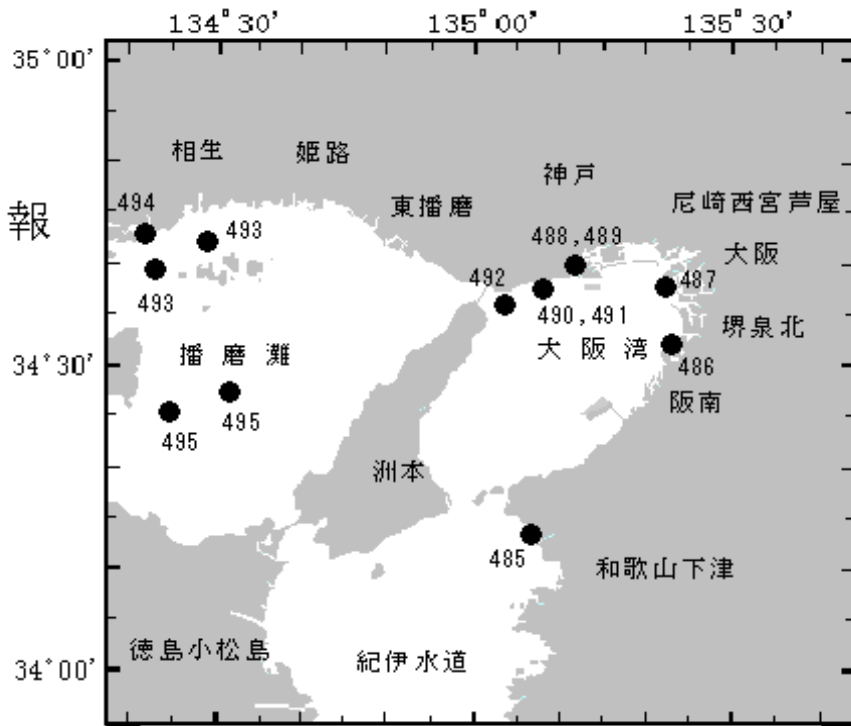 134°30' 135°00' 135°30'
35°00'
相生 姫路
神戸
494
東播磨
尼崎西宮芦屋
報
493
488,489
大阪
493
492
487
490,491
堺泉北
播磨灘
大阪湾
486
34°30'
阪南
495
495
洲本
485
和歌山下津
徳島小松島
紀伊水道
34°00'